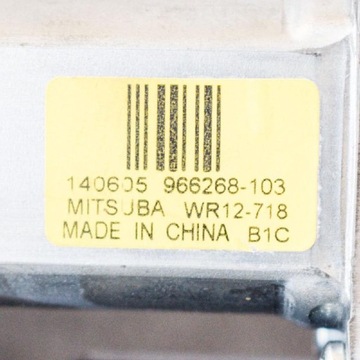 140605 966268-103
MITSUBA WR12-718
MADE IN CHINA B1C